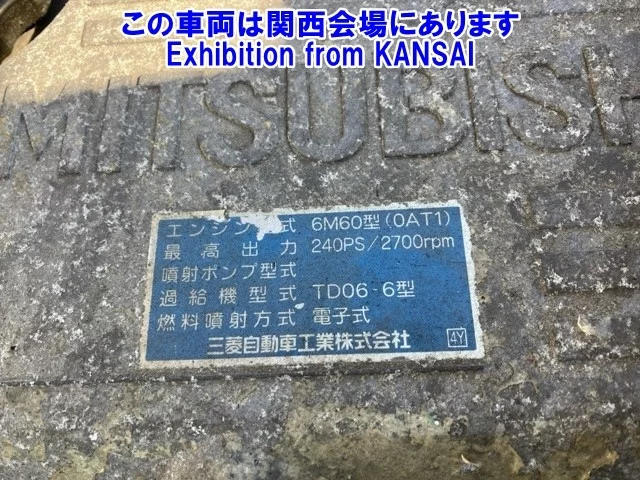 この車両は関西会場にあります
Exhibition from KANSAI
MITSUBISH
エンジン 式 6M60型(0AT1)
最高出力 240PS/2700rpm
噴射ポンプ型式
過給機型式 TD06-6型
燃料噴射方式 電子式
三菱自動車工業株式会社 4Y